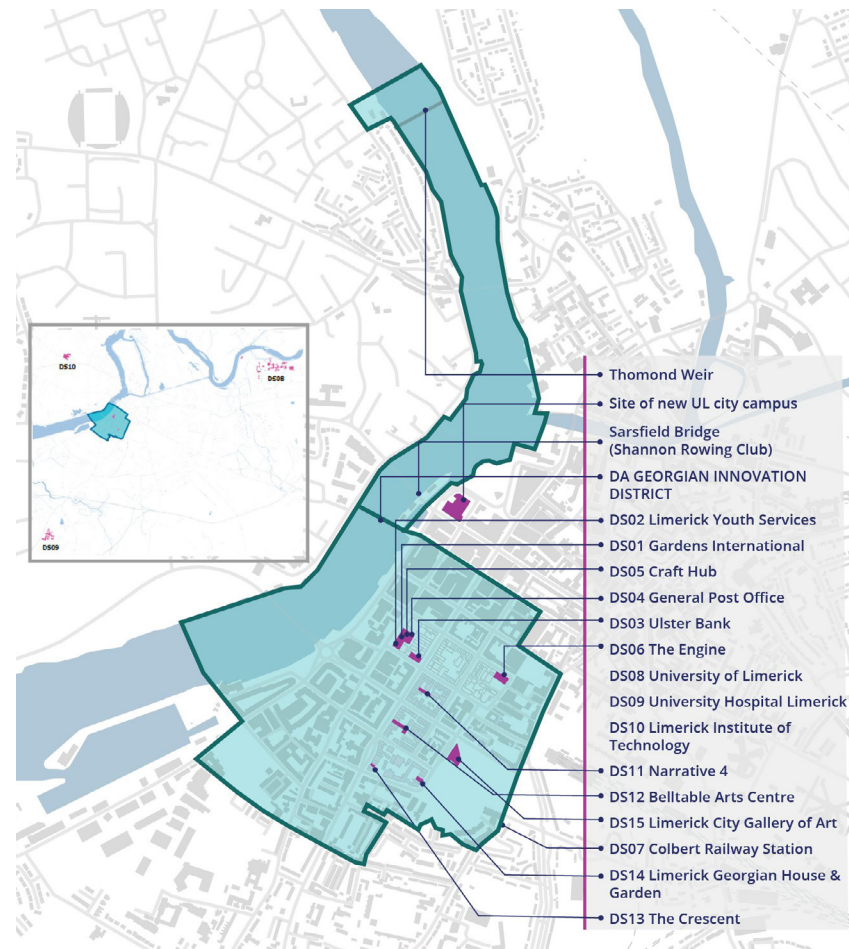 DS10
DS08
DS09
Thomond Weir
Site of new UL city campus
Sarsfield Bridge
(Shannon Rowing Club)
DA GEORGIAN INNOVATION
DISTRICT
DS02 Limerick Youth Services
DS01 Gardens International
DS05 Craft Hub
DS04 General Post Office
DS03 Ulster Bank
DS06 The Engine
DS08 University of Limerick
DS09 University Hospital Limerick
DS10 Limerick Institute of
Technology
DS11 Narrative 4
DS12 Belltable Arts Centre
DS15 Limerick City Gallery of Art
DS07 Colbert Railway Station
DS14 Limerick Georgian House &
Garden
DS13 The Crescent